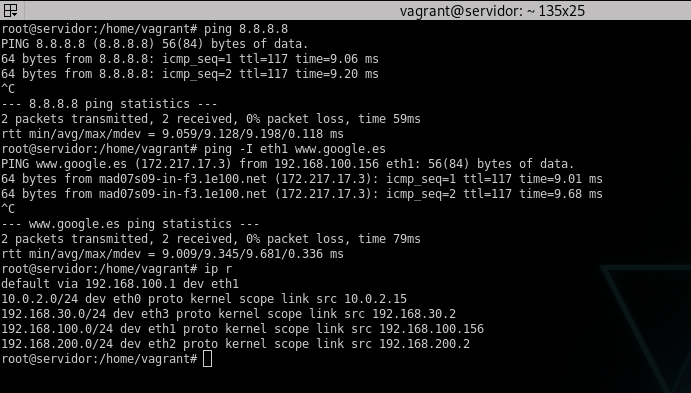 vagrant@servidor: ~ 135x25
root@servidor:/home/vagrant# ping 8.8.8.8
PING 8.8.8.8 (8.8.8.8) 56(84) bytes of data.
64 bytes from 8.8.8.8: icmp_seq=1 ttl=117 time=9.06 ms
64 bytes from 8.8.8.8: icmp_seq=2 ttl=117 time=9.20 ms
^C
--- 8.8.8.8 ping statistics ---
2 packets transmitted, 2 received, 0% packet loss, time 59ms
rtt min/avg/max/mdev = 9.059/9.128/9.198/0.118 ms
root@servidor:/home/vagrant# ping -I eth1 www.google.es
PING www.google.es (172.217.17.3) from 192.168.100.156 eth1: 56(84) bytes of data.
64 bytes from mad07s09-in-f3.1e100.net (172.217.17.3): icmp_seq=1 ttl=117 time=9.01 ms
64 bytes from mad07s09-in-f3.1e100.net (172.217.17.3): icmp_seq=2 ttl=117 time=9.68 ms
^C
--- www.google.es ping statistics ---
2 packets transmitted, 2 received, 0% packet loss, time 79ms
rtt min/avg/max/mdev = 9.009/9.345/9.681/0.336 ms
root@servidor:/home/vagrant# ip r
default via 192.168.100.1 dev eth1
10.0.2.0/24 dev eth0 proto kernel scope link src 10.0.2.15
192.168.30.0/24 dev eth3 proto kernel scope link src 192.168.30.2
192.168.100.0/24 dev eth1 proto kernel scope link src 192.168.100.156
192.168.200.0/24 dev eth2 proto kernel scope link src 192.168.200.2
root@servidor:/home/vagrant#